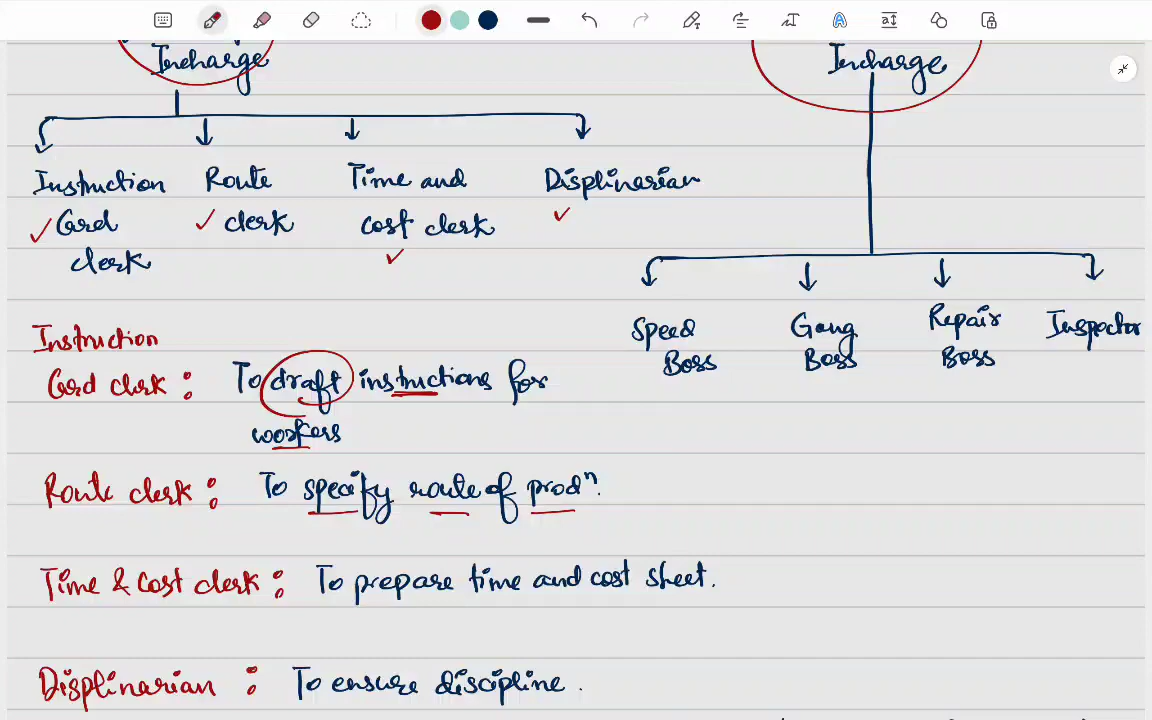 Incharge
Incharge
Instruction
Card
clerk
Route
clerk
Time and
cost clerk
Displinarian
Speed
Boss
Gang
Boss
Repair
Boss
Inspector
Instruction
Card clerk :
To draft instructions for
workers
Route clerk : To specify route of prodⁿ.
Time & Cost clerk : To prepare time and cost sheet.
Displinarian : To ensure discipline.